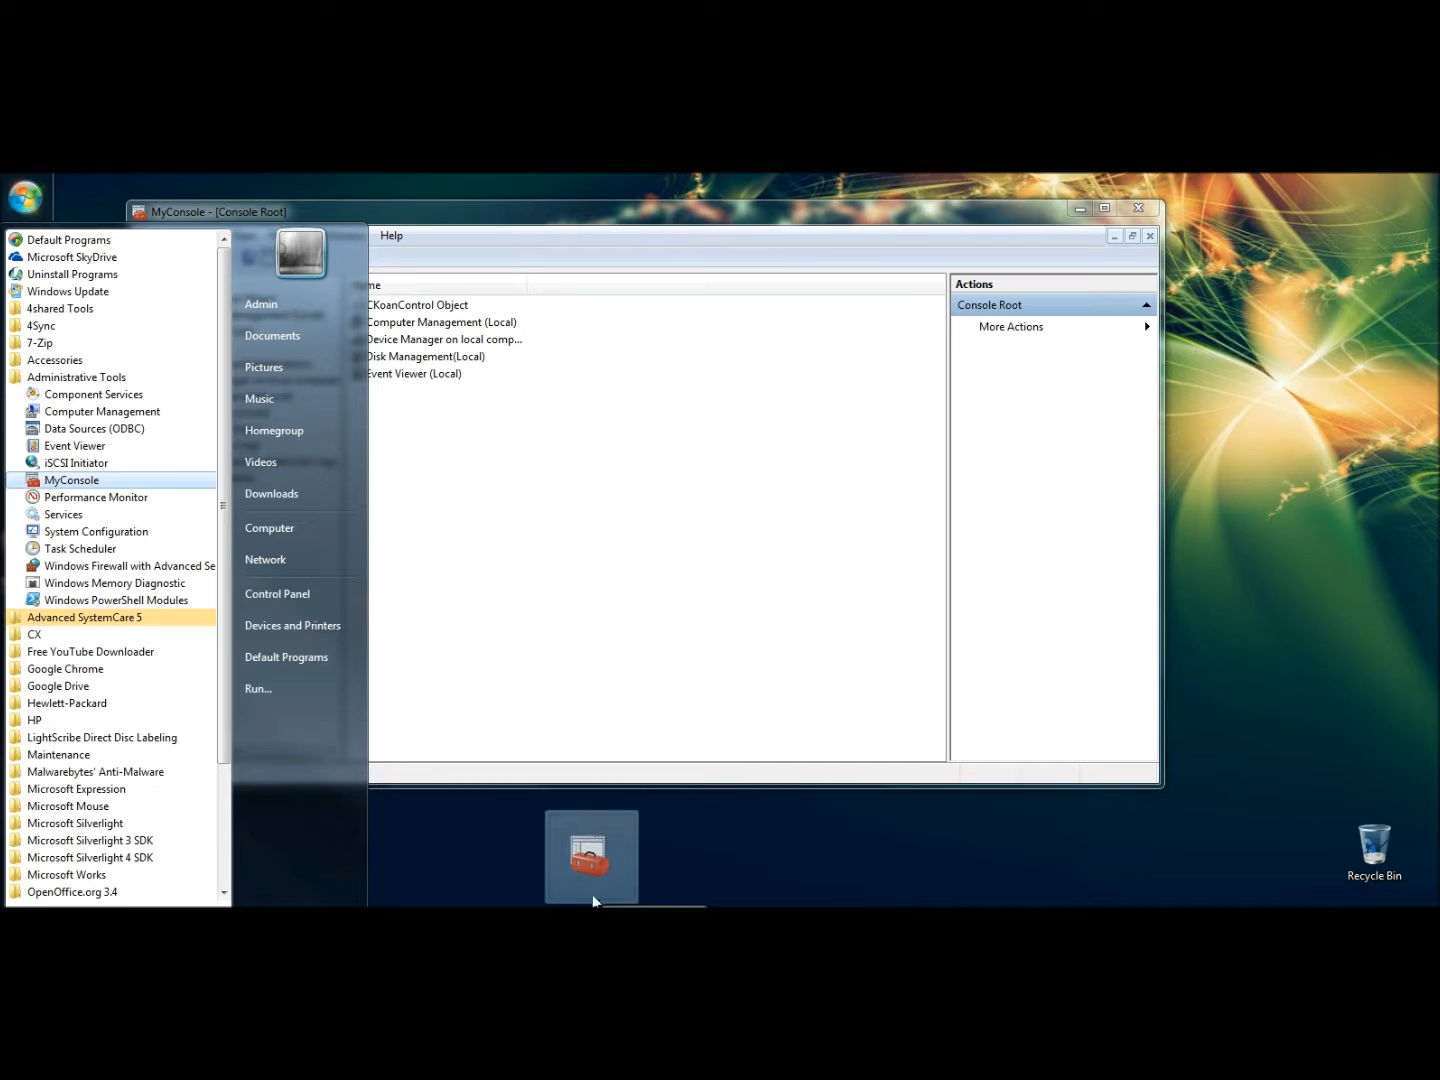 MyConsole - [Console Root]
Default Programs
Microsoft SkyDrive
Uninstall Programs
Windows Update
4shared Tools
4Sync
7-Zip
Accessories
Administrative Tools
Component Services
Computer Management
Data Sources (ODBC)
Event Viewer
iSCSI Initiator
MyConsole
Performance Monitor
Services
System Configuration
Task Scheduler
Windows Firewall with Advanced Se
Windows Memory Diagnostic
Windows PowerShell Modules
Advanced SystemCare 5
CX
Free YouTube Downloader
Google Chrome
Google Drive
Hewlett-Packard
HP
LightScribe Direct Disc Labeling
Maintenance
Malwarebytes' Anti-Malware
Microsoft Expression
Microsoft Mouse
Microsoft Silverlight
Microsoft Silverlight 3 SDK
Microsoft Silverlight 4 SDK
Microsoft Works
OpenOffice.org 3.4
Admin
Documents
Pictures
Music
Homegroup
Videos
Downloads
Computer
Network
Control Panel
Devices and Printers
Default Programs
Run...
Help
me
CKoanControl Object
Computer Management (Local)
Device Manager on local comp...
Disk Management(Local)
Event Viewer (Local)
Actions
Console Root
More Actions
Recycle Bin